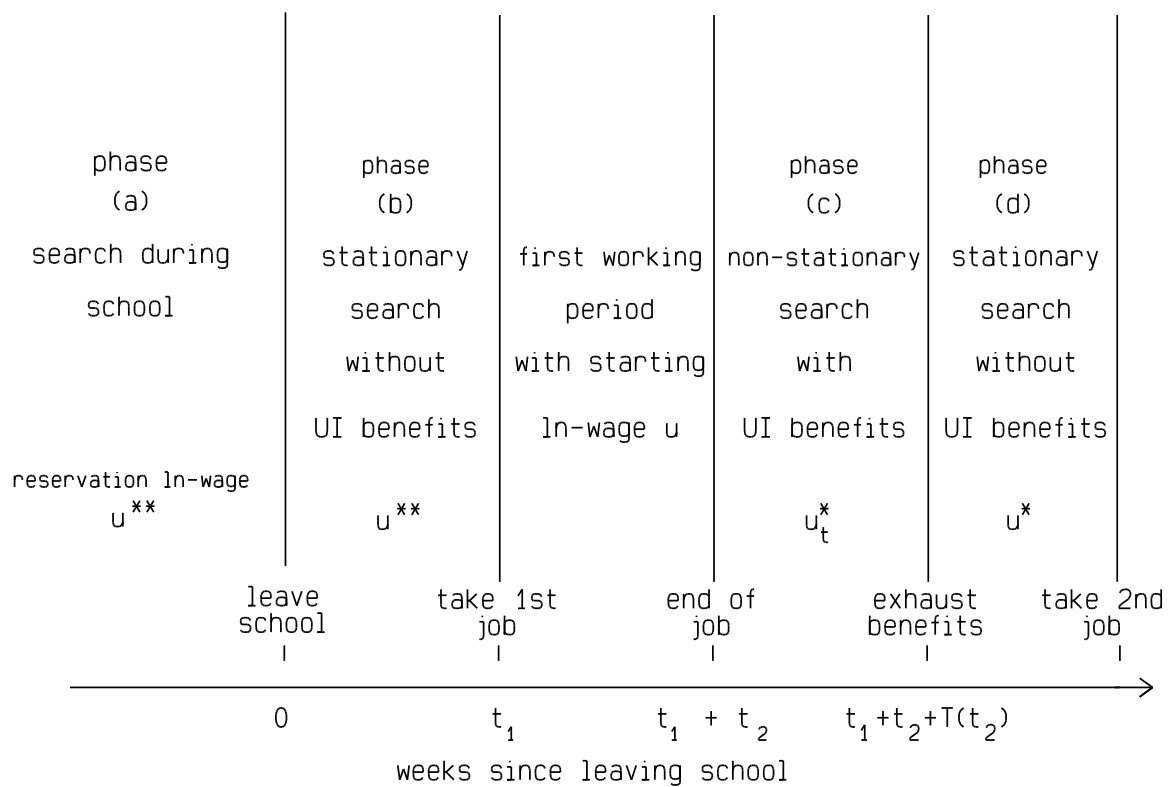 phase
(a)
search during
school
reservation ln-wage
u**
phase
(b)
stationary
search
without
UI benefits
u**
first working
period
with starting
ln-wage u
phase
(c)
non-stationary
search
with
UI benefits
u*t
phase
(d)
stationary
search
without
UI benefits
u*
leave
school
take 1st
job
end of
job
exhaust
benefits
take 2nd
job
0
t1
t1 + t2
t1+t2+T(t2)
weeks since leaving school